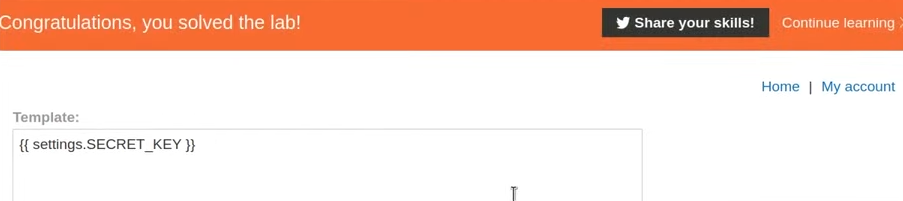 Congratulations, you solved the lab!
Share your skills!
Continue learning
Home | My account
Template:
{{ settings.SECRET_KEY }}